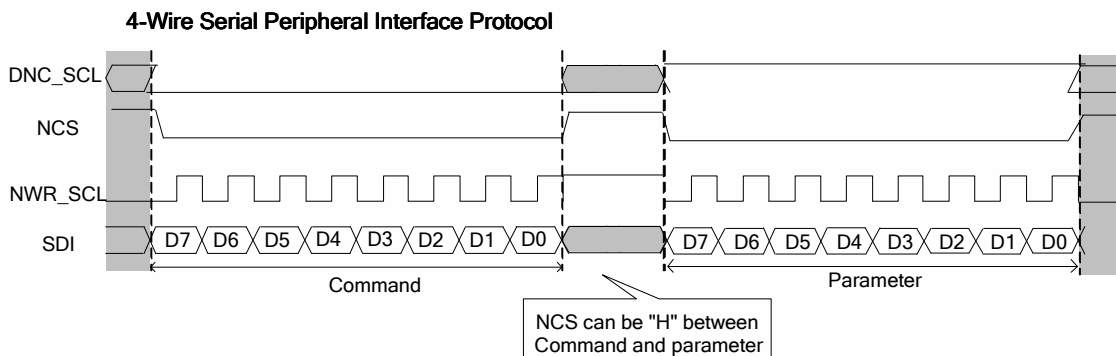 4-Wire Serial Peripheral Interface Protocol
DNC_SCL
NCS
NWR_SCL
SDI
D7 D6 D5 D4 D3 D2 D1 D0
D7 D6 D5 D4 D3 D2 D1 D0
Command
Parameter
NCS can be "H" between
Command and parameter